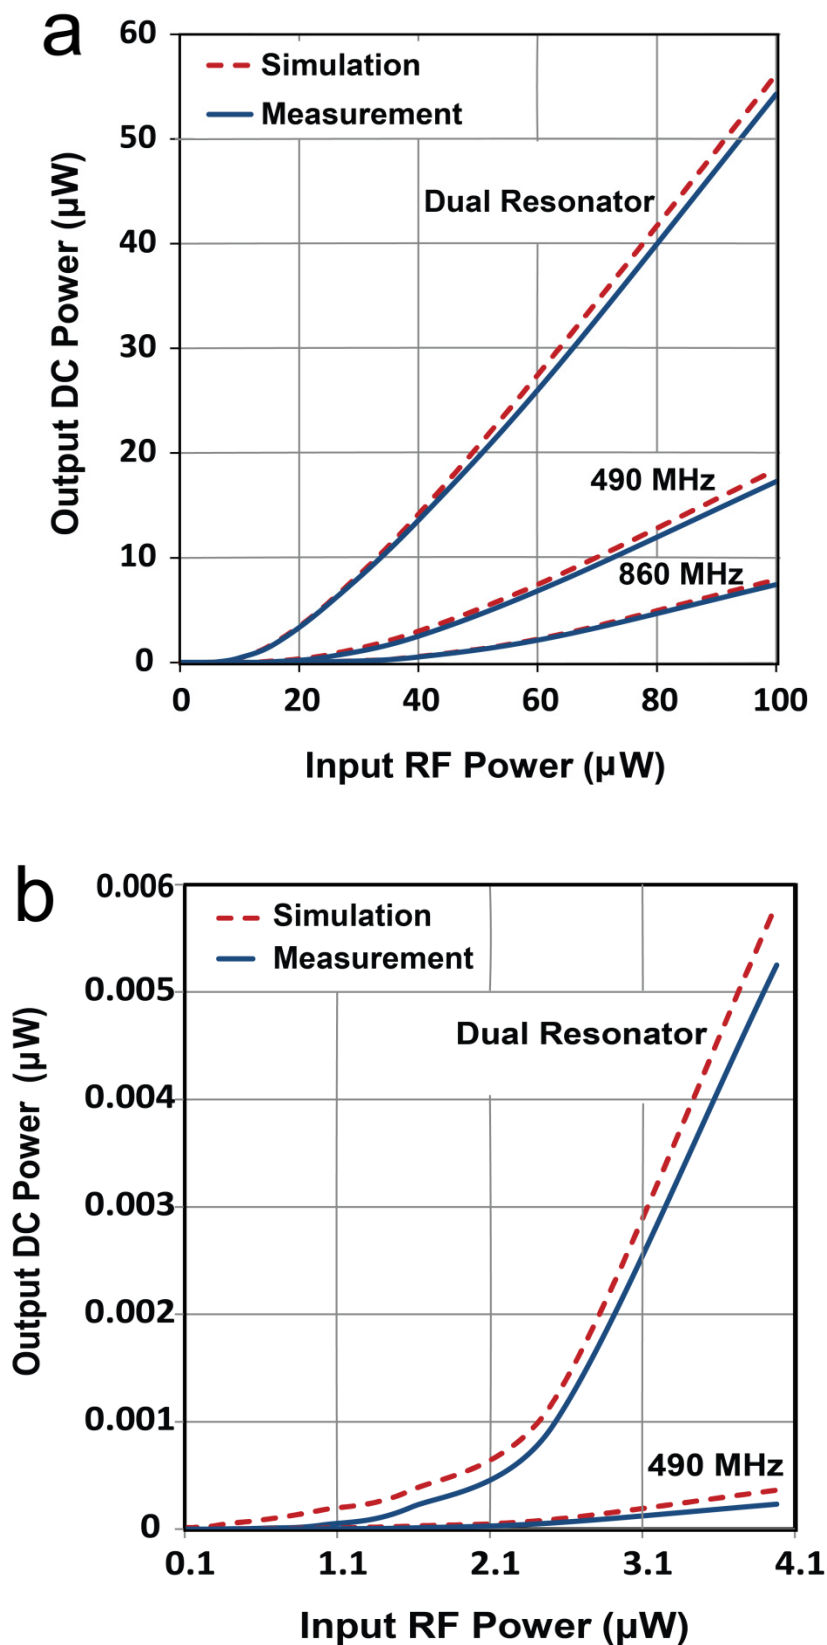 a
60
Simulation
Measurement
50
Dual Resonator
40
30
20
490 MHz
10
860 MHz
0
Output DC Power (µW)
0 20 40 60 80 100
Input RF Power (µW)
b
0.006
Simulation
Measurement
0.005
Dual Resonator
0.004
0.003
0.002
0.001
490 MHz
0
Output DC Power (µW)
0.1 1.1 2.1 3.1 4.1
Input RF Power (µW)